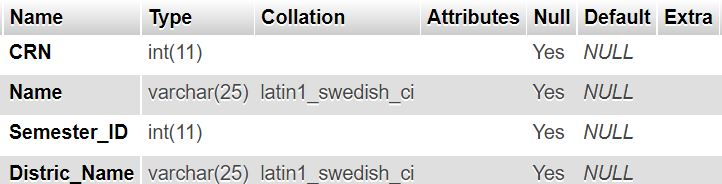 Name Type Collation Attributes Null Default Extra
CRN int(11) Yes NULL
Name varchar(25) latin1_swedish_ci Yes NULL
Semester_ID int(11) Yes NULL
Distric_Name varchar(25) latin1_swedish_ci Yes NULL